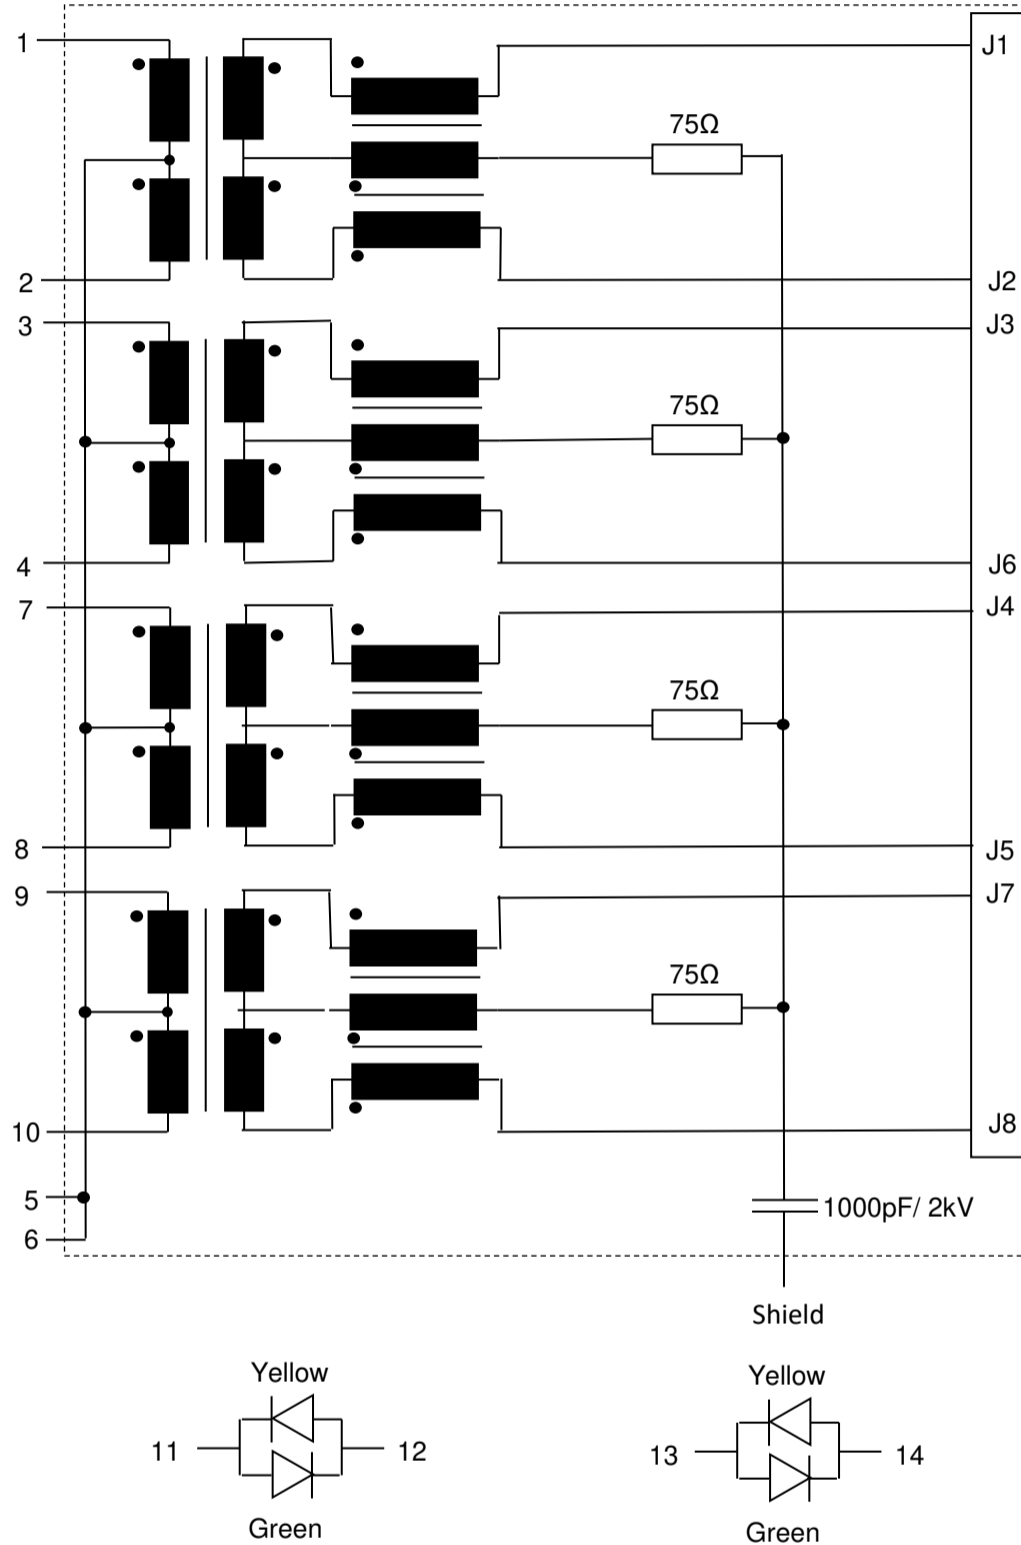 1
J1
75Ω
2
J2
3
J3
75Ω
4
J6
7
J4
75Ω
8
J5
9
J7
75Ω
10
J8
5
1000pF/ 2kV
6
Shield
Yellow
11
12
Green
Yellow
13
14
Green